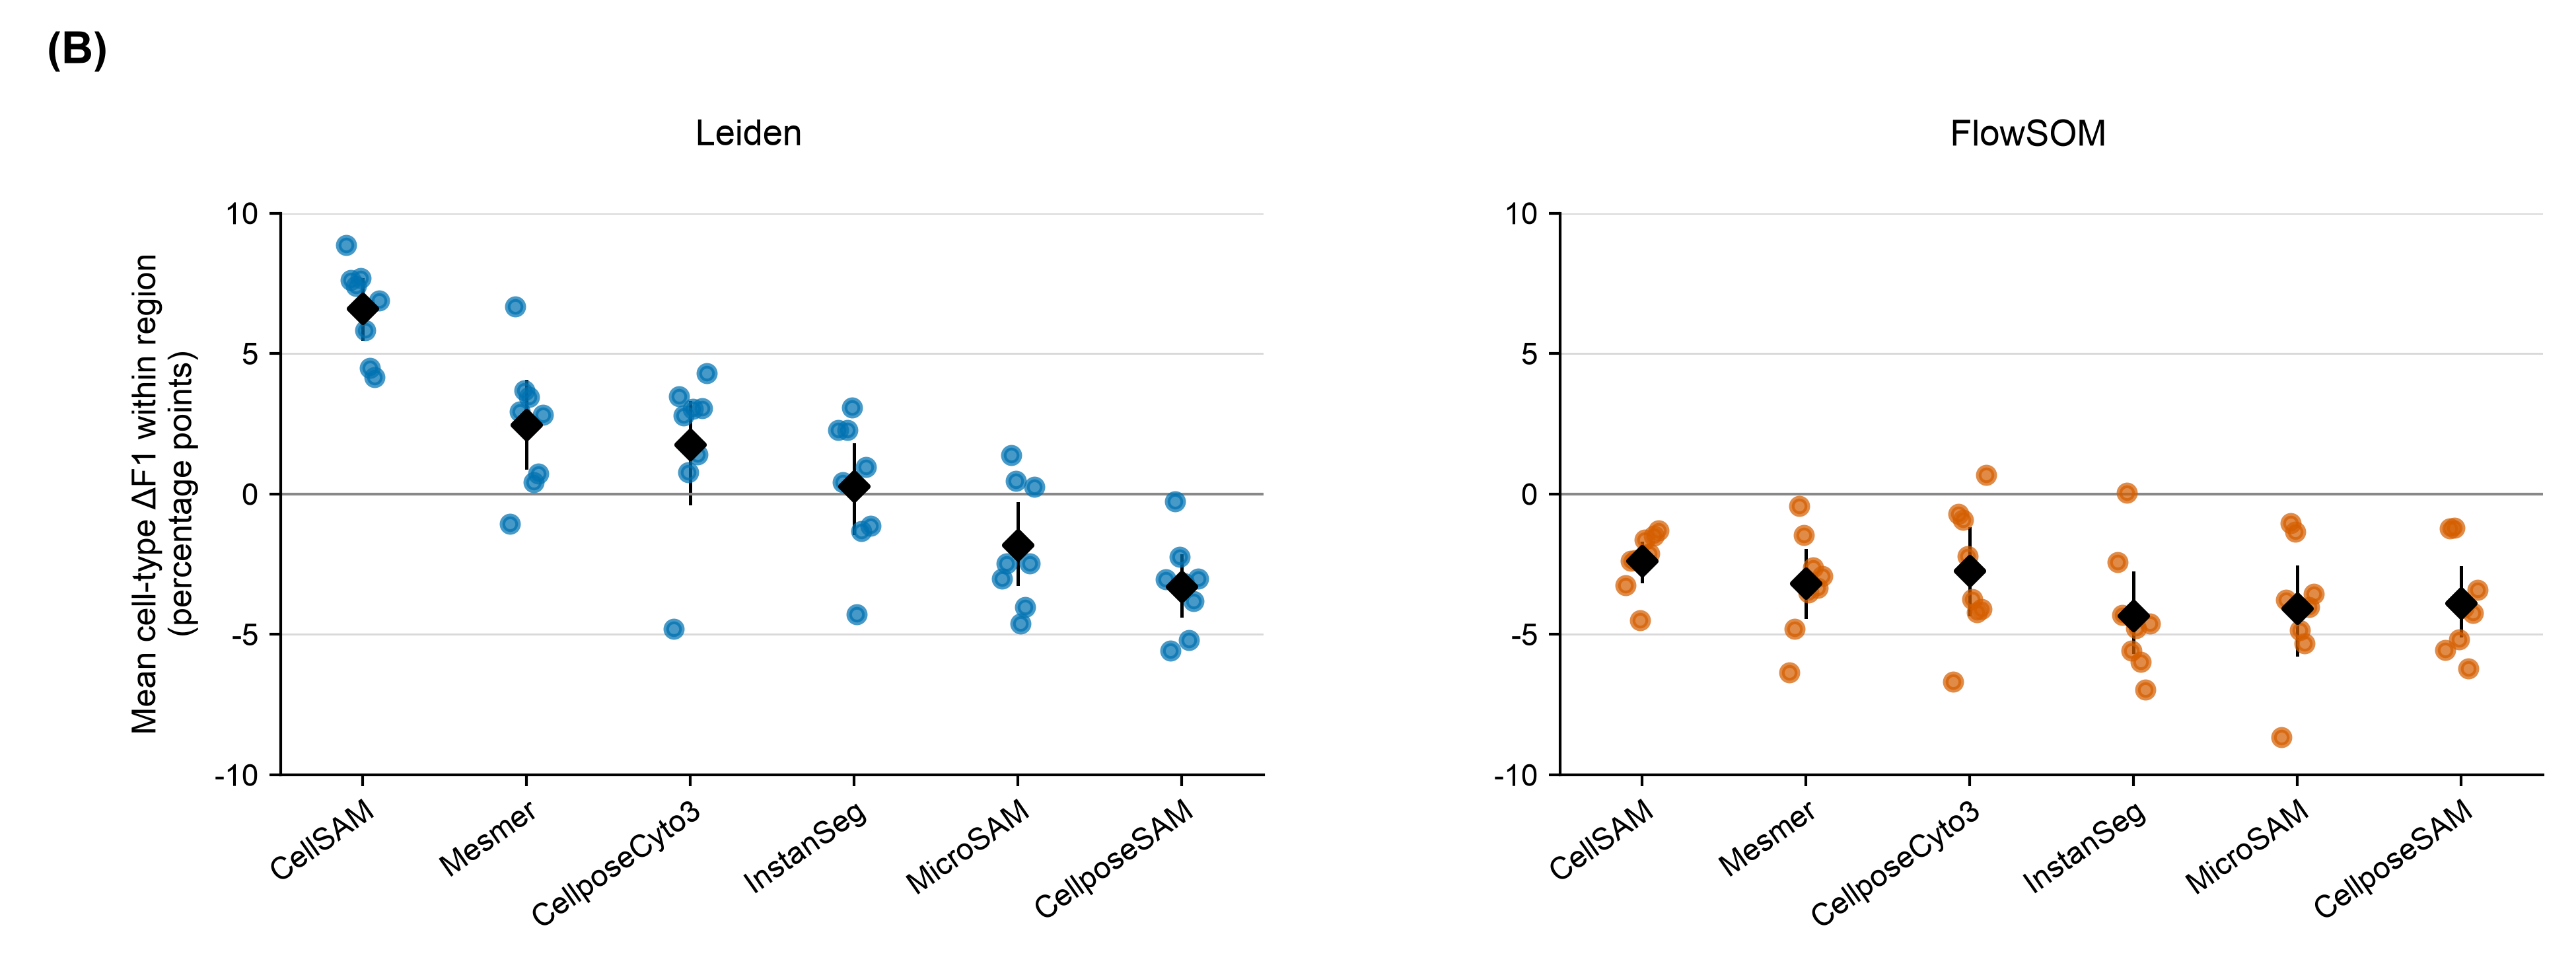 (B)
Leiden
FlowSOM
Mean cell-type ΔF1 within region
(percentage points)
10
5
0
-5
-10
CellSAM
Mesmer
CellposeCyto3
InstanSeg
MicroSAM
CellposeSAM
10
5
0
-5
-10
CellSAM
Mesmer
CellposeCyto3
InstanSeg
MicroSAM
CellposeSAM